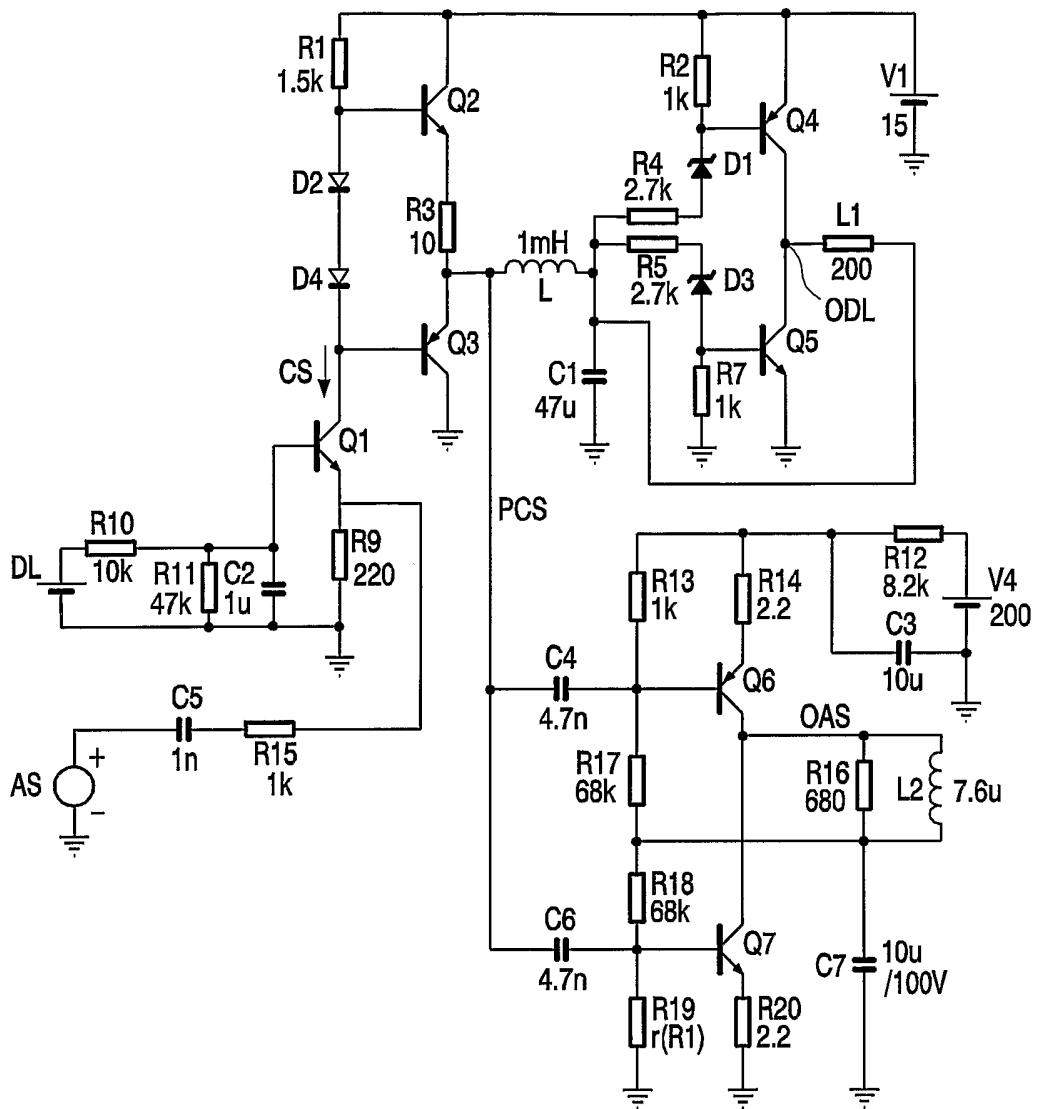 R1
1.5k
Q2
D2
R3
10
D4
Q3
CS
Q1
R2
1k
Q4
V1
15
D1
R4
2.7k
1mH
L
R5
2.7k
D3
L1
200
ODL
Q5
C1
47u
R7
1k
PCS
R10
10k
DL
R11
47k
C2
1u
R9
220
R12
8.2k
V4
200
R13
1k
R14
2.2
C3
10u
C4
4.7n
Q6
OAS
C5
1n
R15
1k
AS
+
–
R17
68k
R16
680
L2
7.6u
R18
68k
C6
4.7n
Q7
C7
10u
/100V
R19
r(R1)
R20
2.2